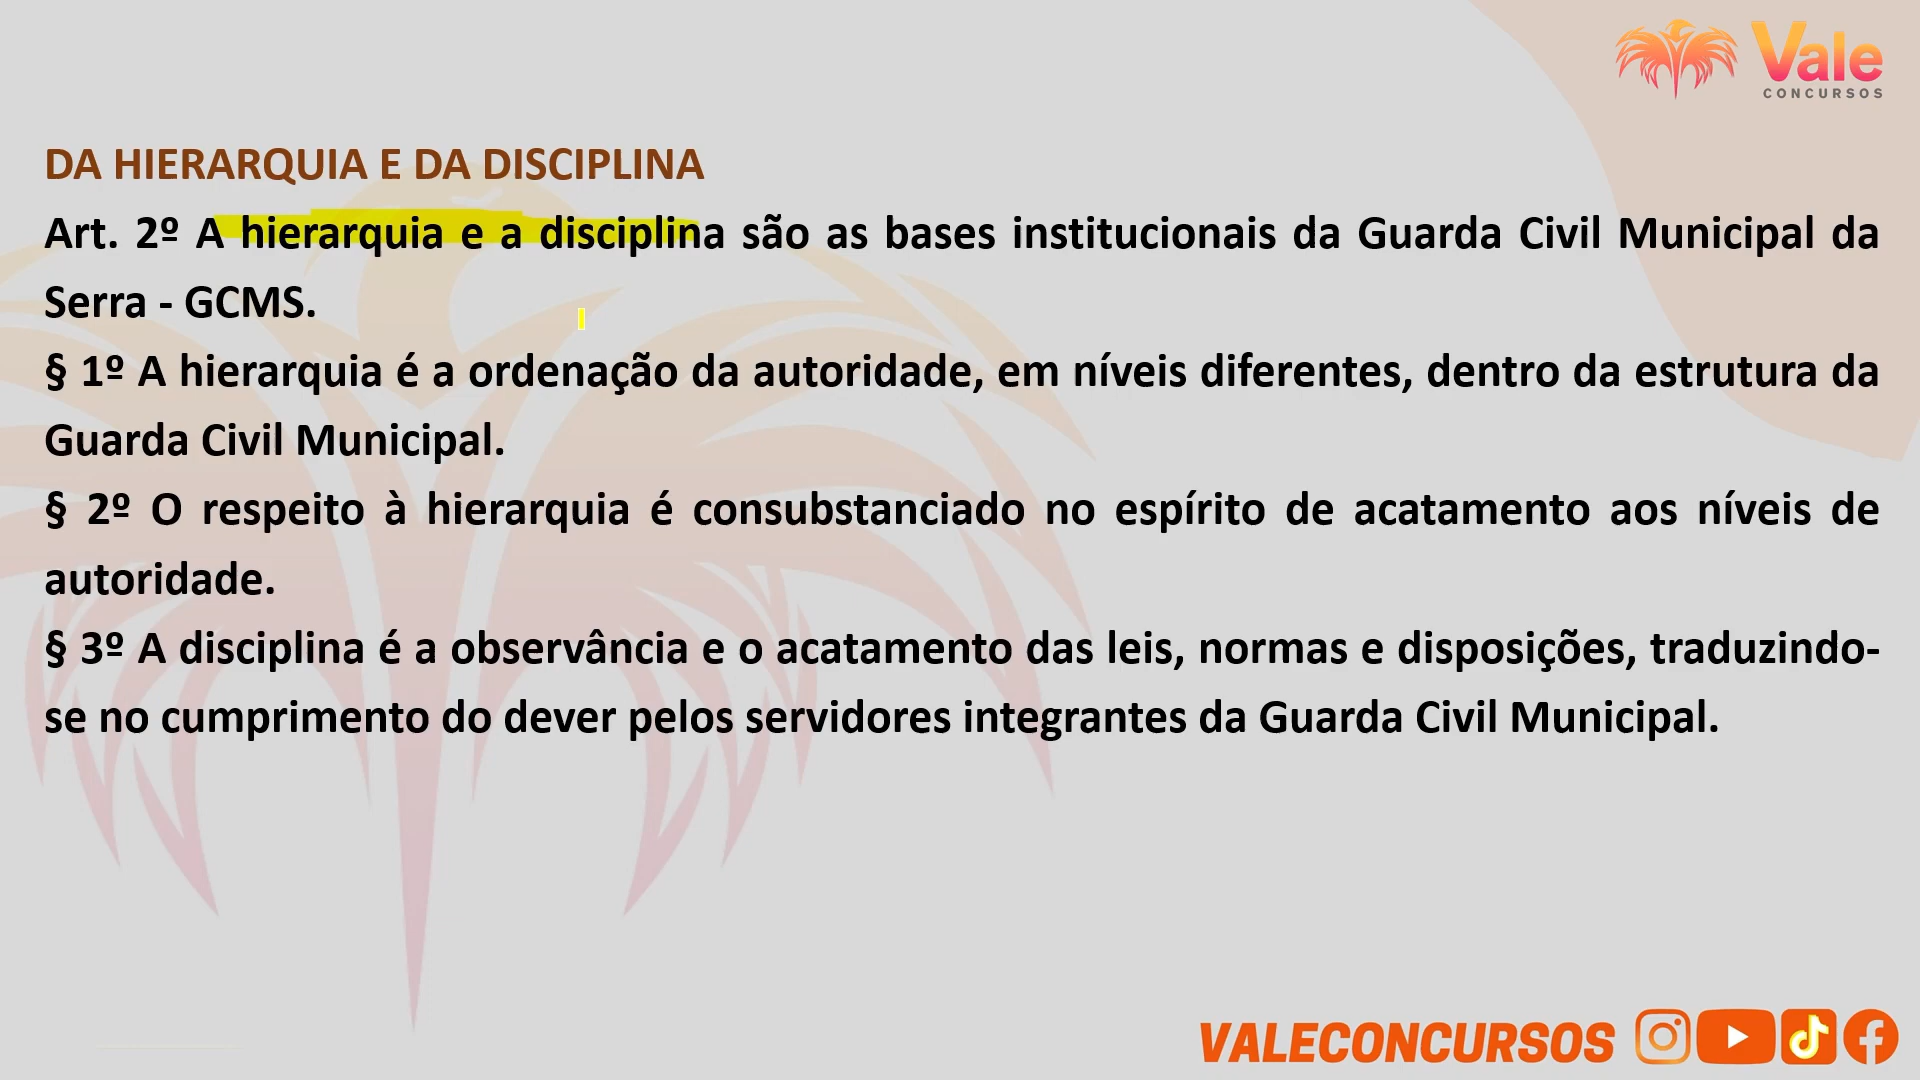 Vale
CONCURSOS
DA HIERARQUIA E DA DISCIPLINA
Art. 2º A hierarquia e a disciplina são as bases institucionais da Guarda Civil Municipal da
Serra - GCMS.
§ 1º A hierarquia é a ordenação da autoridade, em níveis diferentes, dentro da estrutura da
Guarda Civil Municipal.
§ 2º O respeito à hierarquia é consubstanciado no espírito de acatamento aos níveis de
autoridade.
§ 3º A disciplina é a observância e o acatamento das leis, normas e disposições, traduzindo-
se no cumprimento do dever pelos servidores integrantes da Guarda Civil Municipal.
VALECONCURSOS